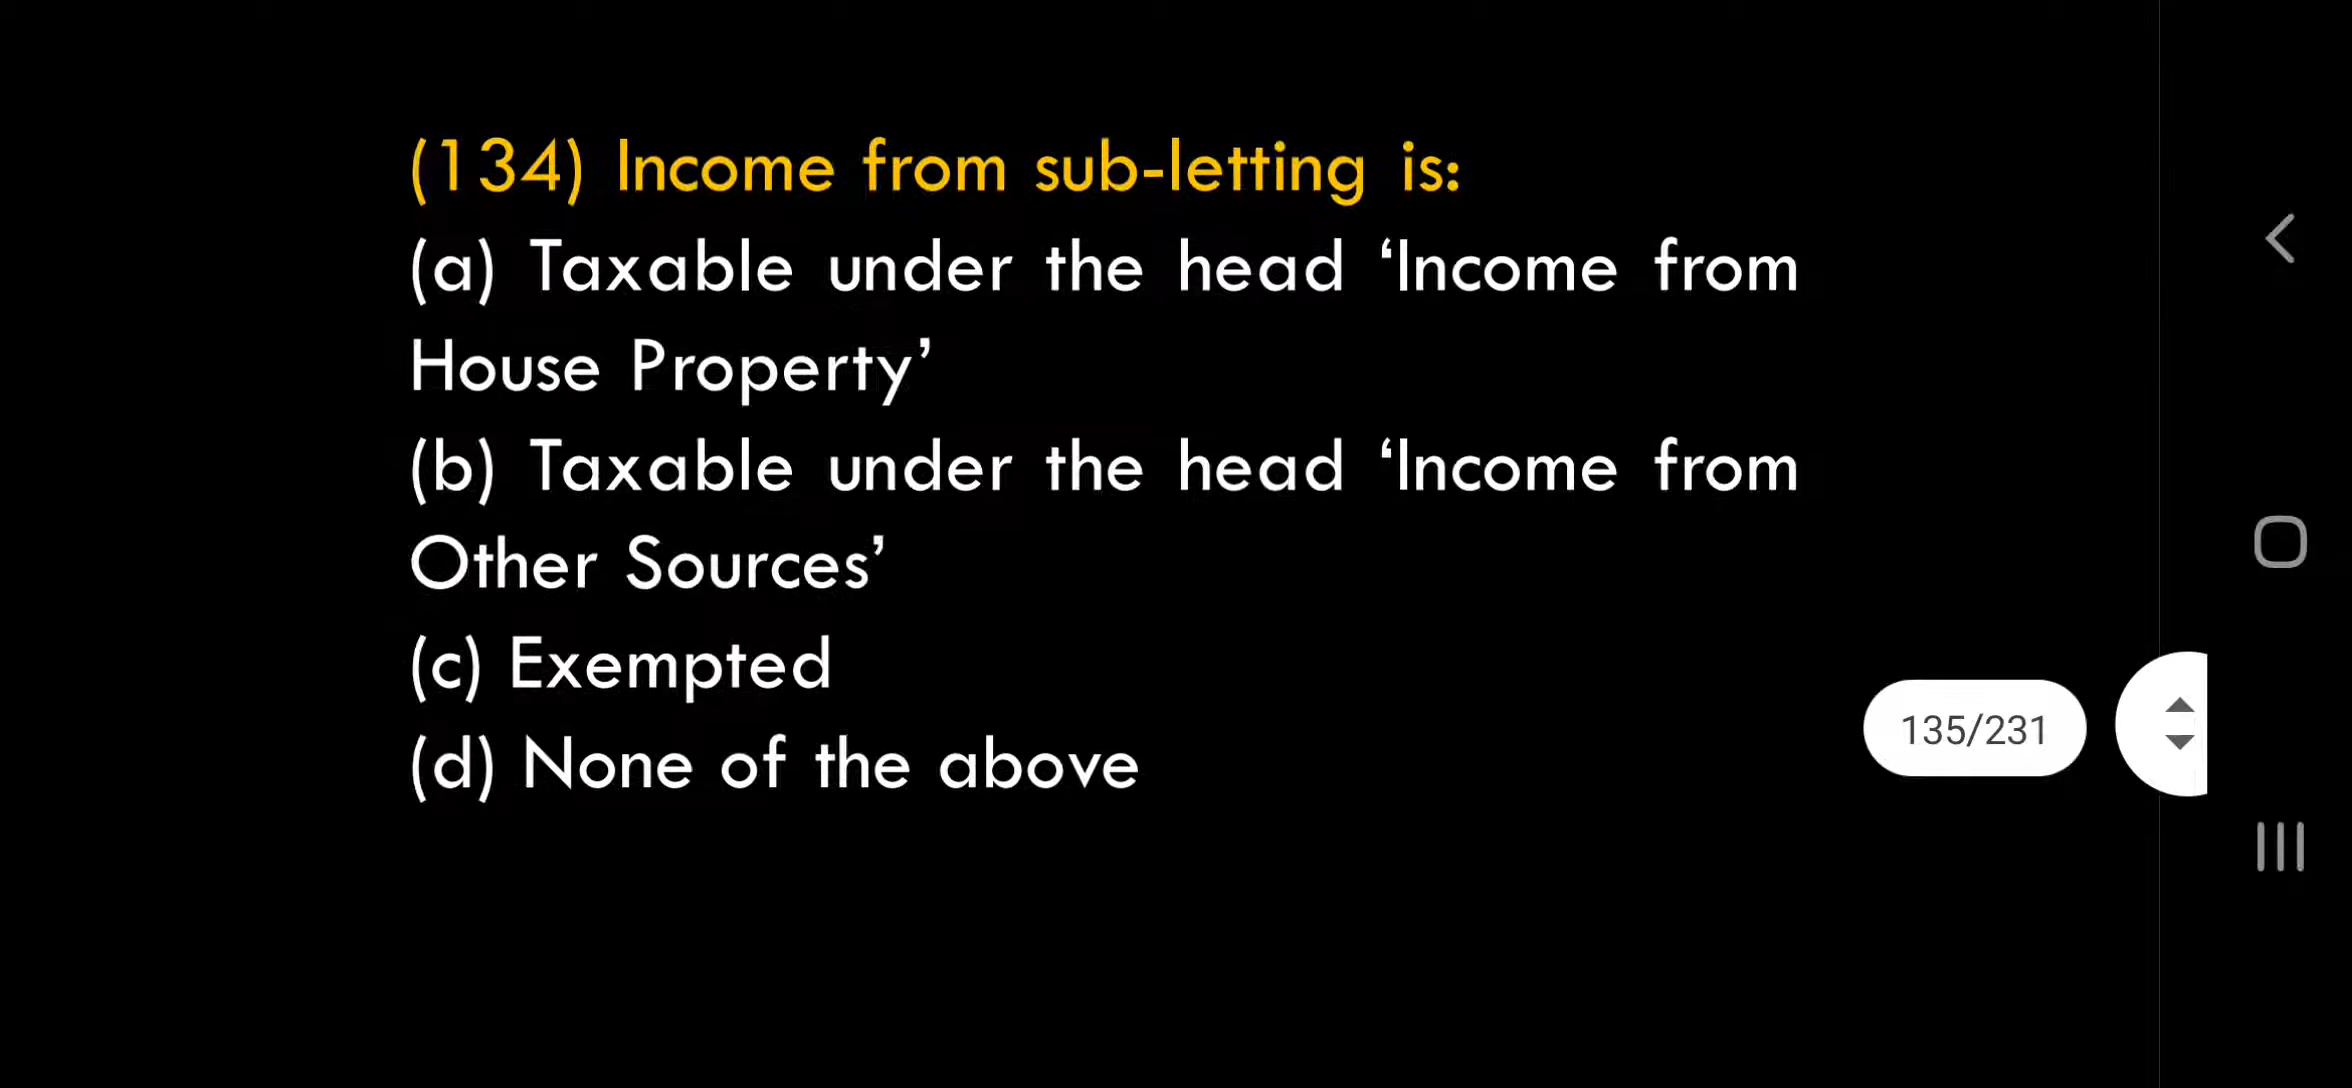 (134) Income from sub-letting is:
(a) Taxable under the head ‘Income from
House Property’
(b) Taxable under the head ‘Income from
Other Sources’
(c) Exempted
(d) None of the above
135/231